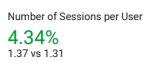 Number of Sessions per User
4.34%
1.37 vs 1.31